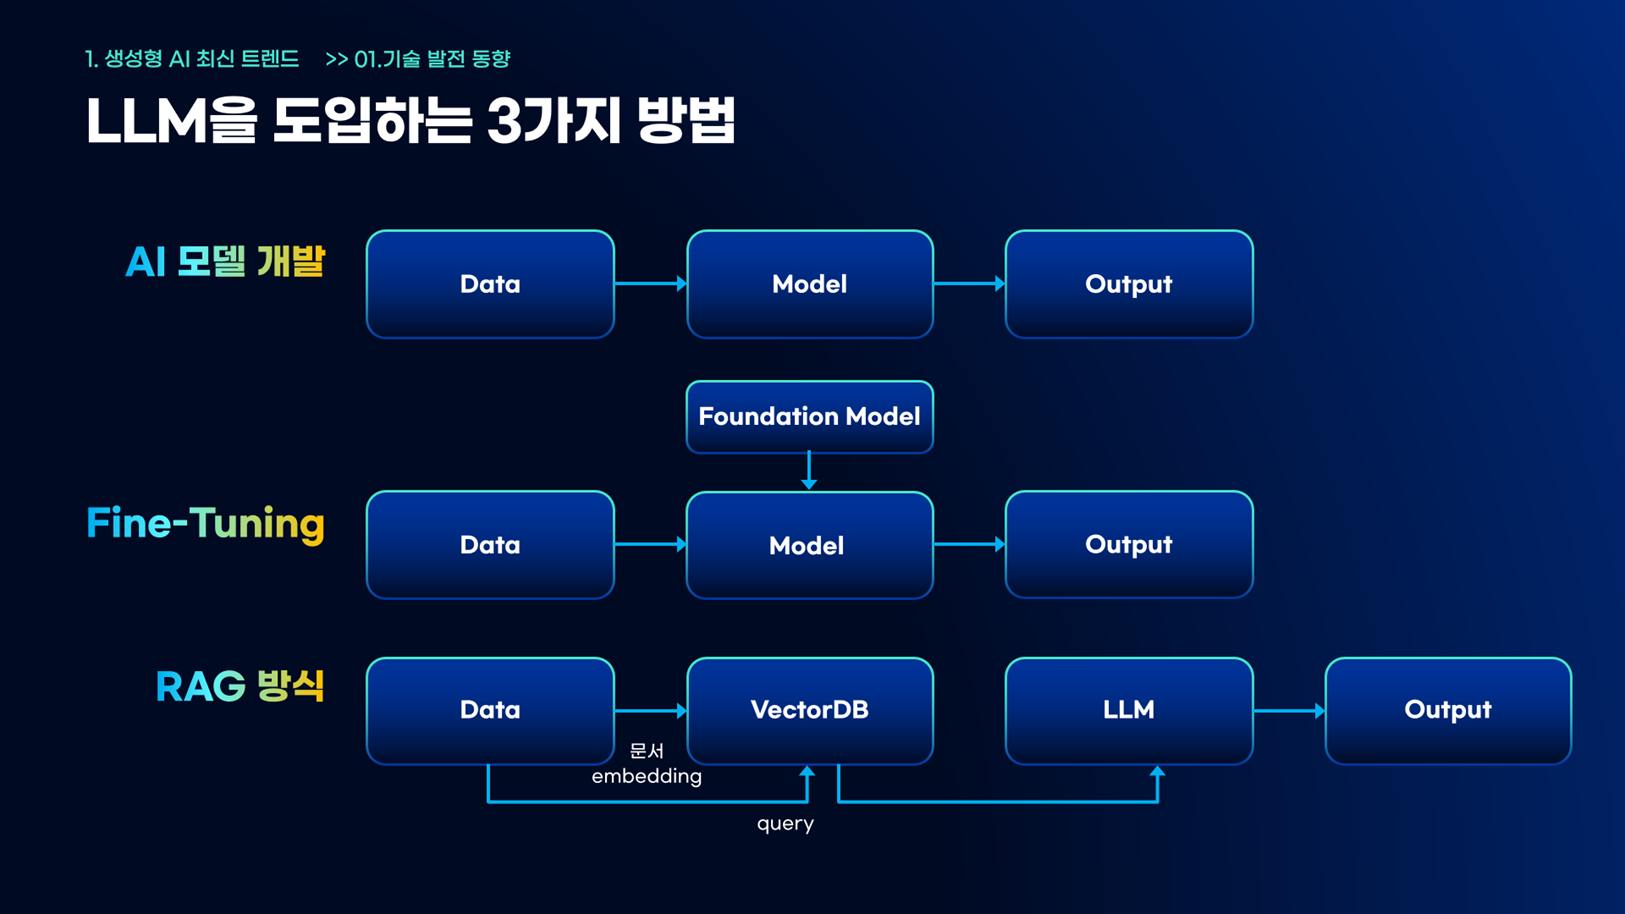 1. 생성형 AI 최신 트렌드 >> 01.기술 발전 동향
LLM을 도입하는 3가지 방법
AI 모델 개발
Data
Model
Output
Foundation Model
Fine-Tuning
Data
Model
Output
RAG 방식
Data
VectorDB
LLM
Output
문서
embedding
query